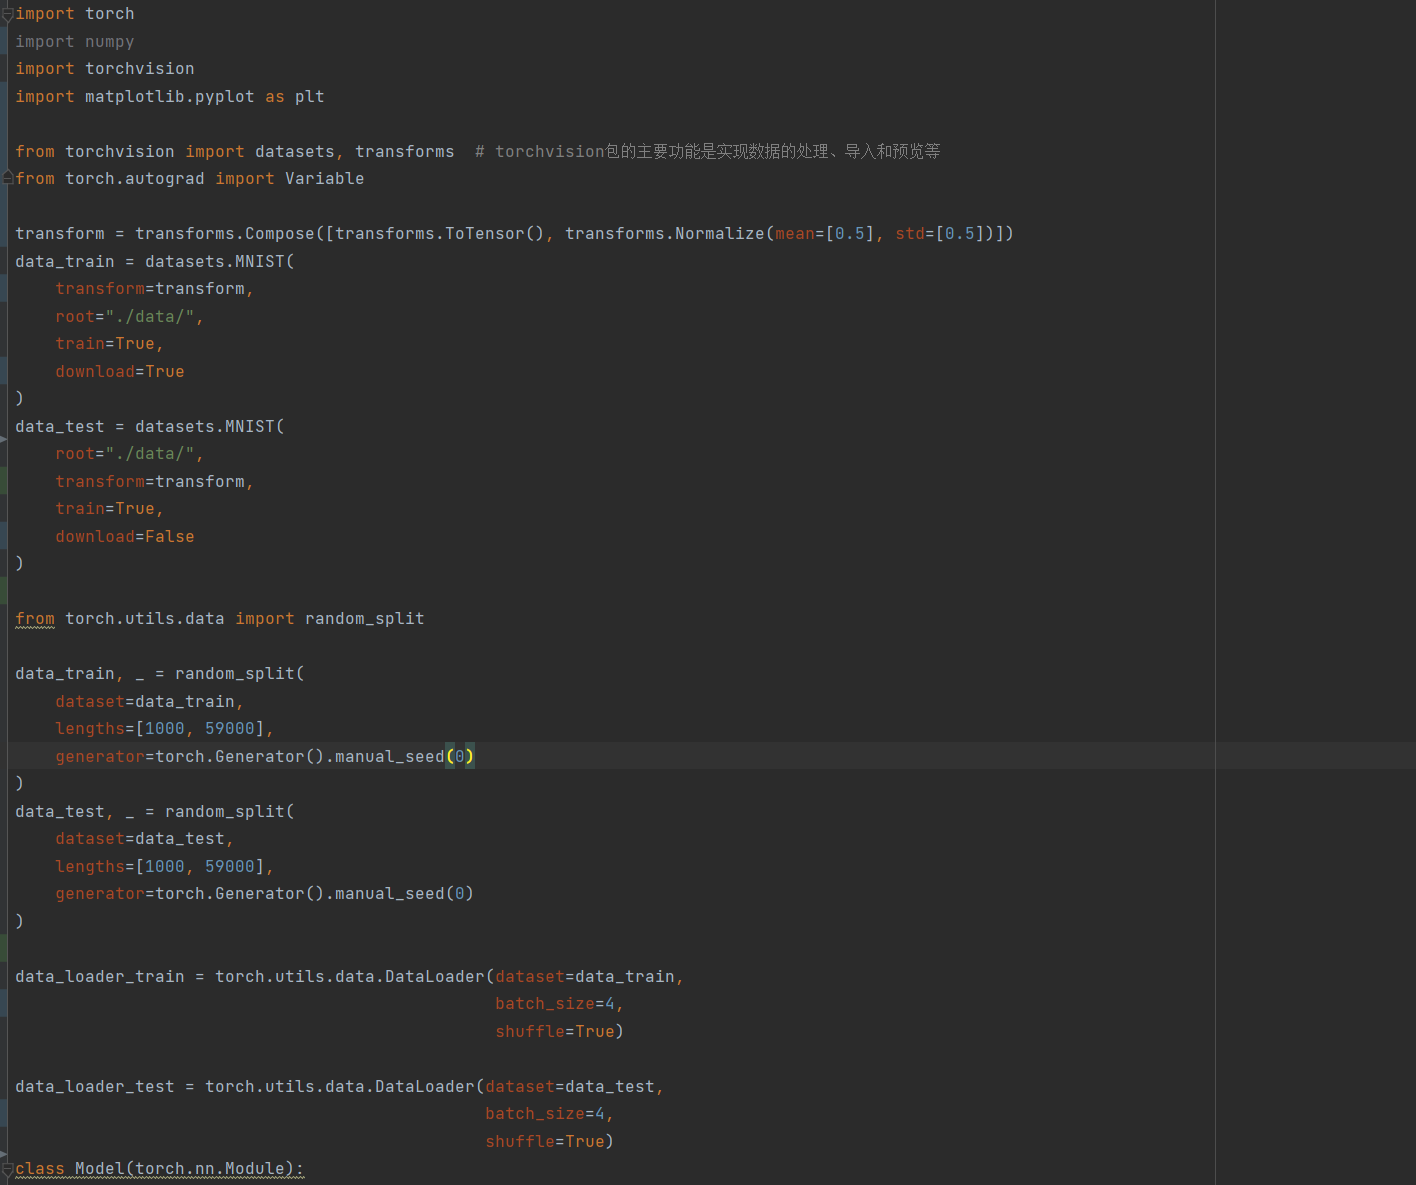 import torch
import numpy
import torchvision
import matplotlib.pyplot as plt

from torchvision import datasets, transforms  # torchvision包的主要功能是实现数据的处理、导入和预览等
from torch.autograd import Variable

transform = transforms.Compose([transforms.ToTensor(), transforms.Normalize(mean=[0.5], std=[0.5])])
data_train = datasets.MNIST(
    transform=transform,
    root="./data/",
    train=True,
    download=True
)
data_test = datasets.MNIST(
    root="./data/",
    transform=transform,
    train=True,
    download=False
)

from torch.utils.data import random_split

data_train, _ = random_split(
    dataset=data_train,
    lengths=[1000, 59000],
    generator=torch.Generator().manual_seed(0)
)
data_test, _ = random_split(
    dataset=data_test,
    lengths=[1000, 59000],
    generator=torch.Generator().manual_seed(0)
)

data_loader_train = torch.utils.data.DataLoader(dataset=data_train,
                                                batch_size=4,
                                                shuffle=True)

data_loader_test = torch.utils.data.DataLoader(dataset=data_test,
                                               batch_size=4,
                                               shuffle=True)
class Model(torch.nn.Module):